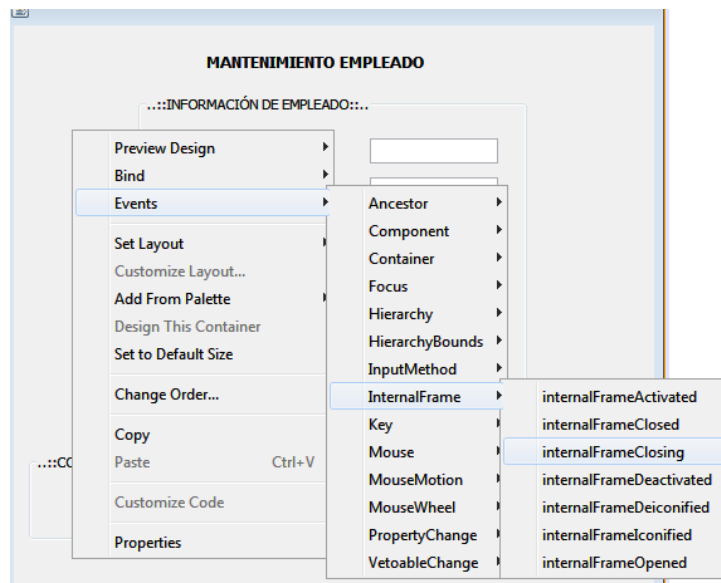 MANTENIMIENTO EMPLEADO
..::INFORMACIÓN DE EMPLEADO::..
Preview Design
Bind
Events
Set Layout
Customize Layout...
Add From Palette
Design This Container
Set to Default Size
Change Order...
Copy
Paste Ctrl+V
Customize Code
Properties
Ancestor
Component
Container
Focus
Hierarchy
HierarchyBounds
InputMethod
InternalFrame
Key
Mouse
MouseMotion
MouseWheel
PropertyChange
VetoableChange
internalFrameActivated
internalFrameClosed
internalFrameClosing
internalFrameDeactivated
internalFrameDeiconified
internalFrameIconified
internalFrameOpened
..::CO